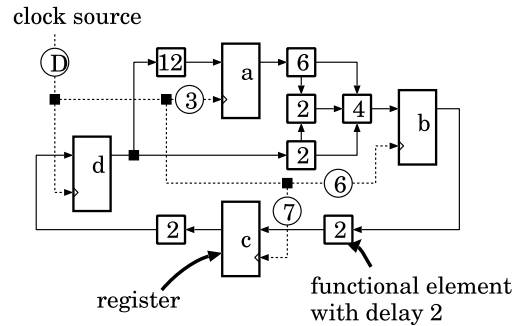 clock source
D
12
a
6
3
2
4
b
d
2
6
7
2
c
2
register
functional element
with delay 2